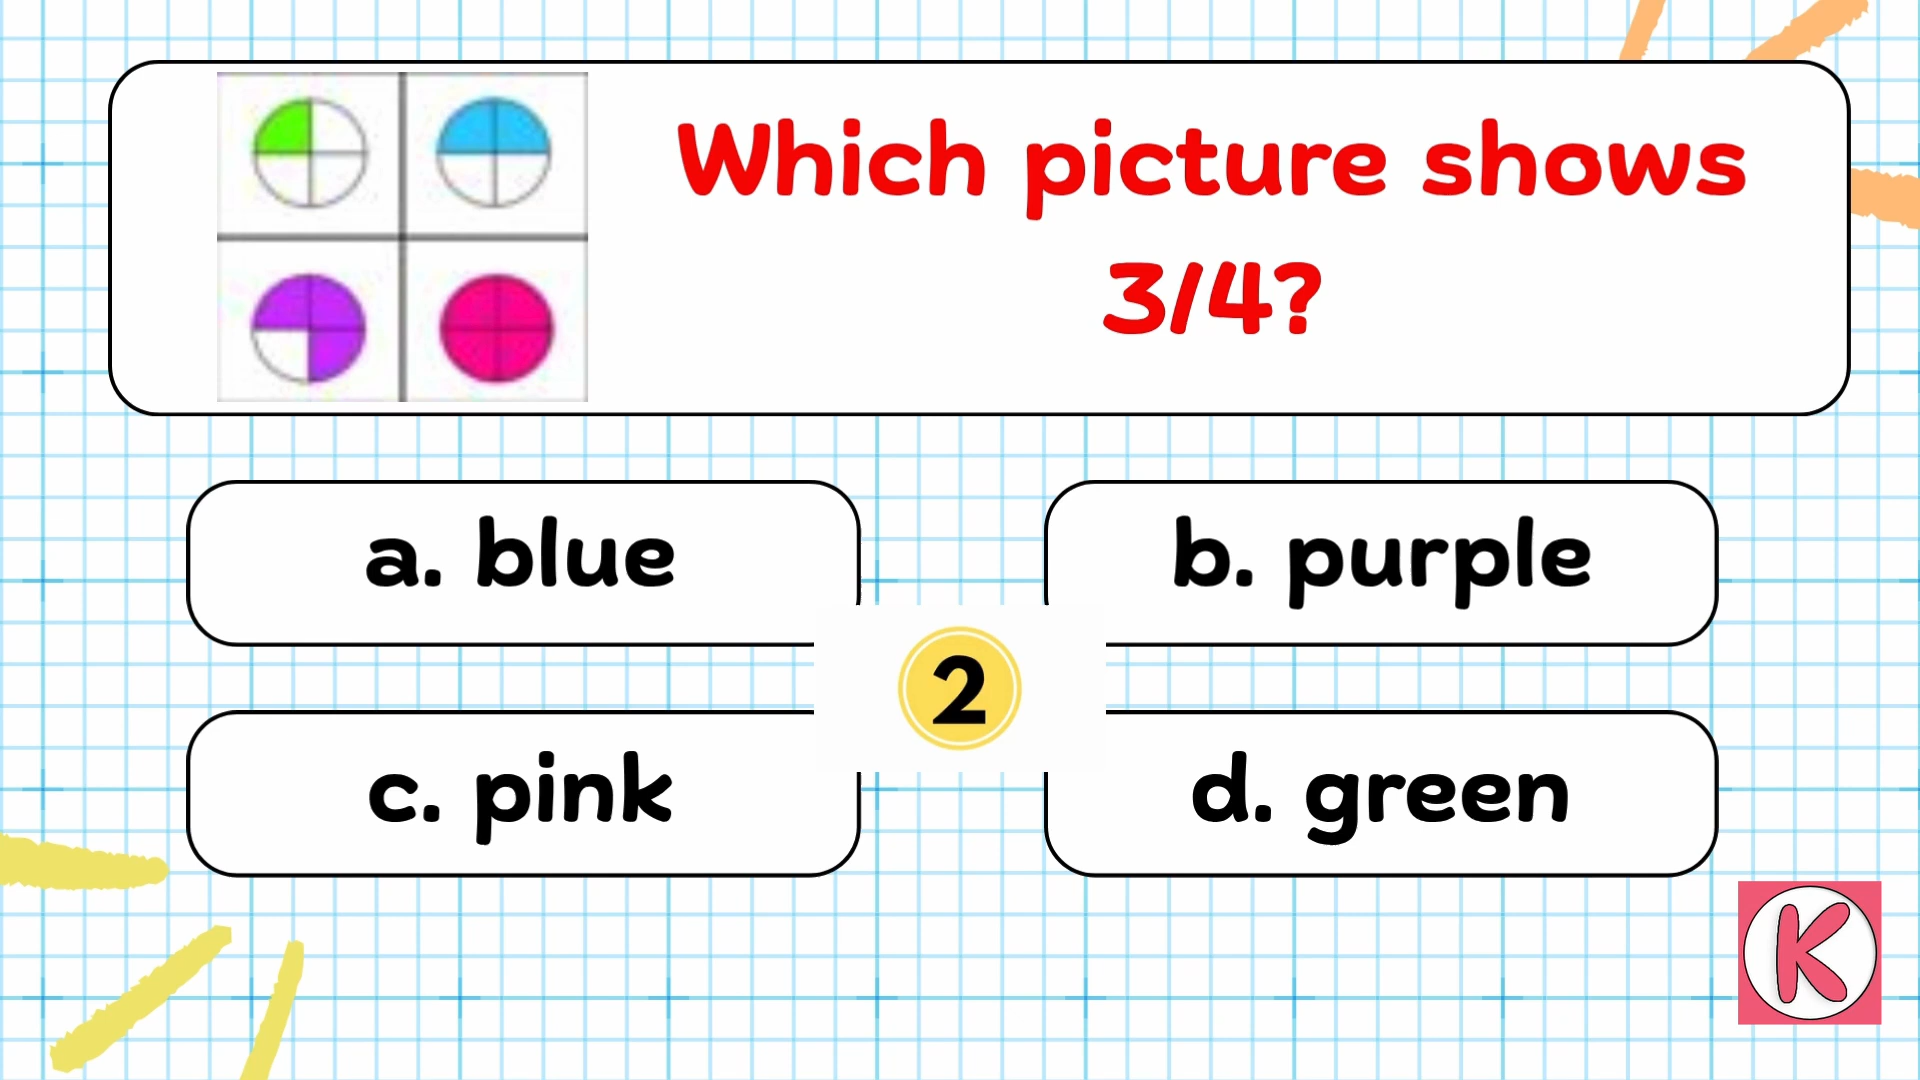 Which picture shows
3/4?
a. blue
b. purple
2
c. pink
d. green
K